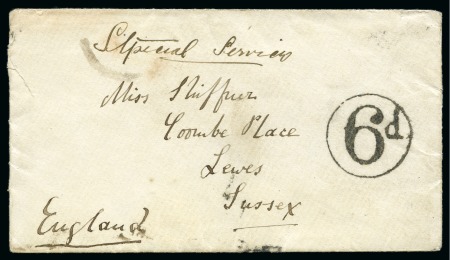 Special Service
Miss Shiffner
Coombe Place
Lewes
Sussex
England
6d